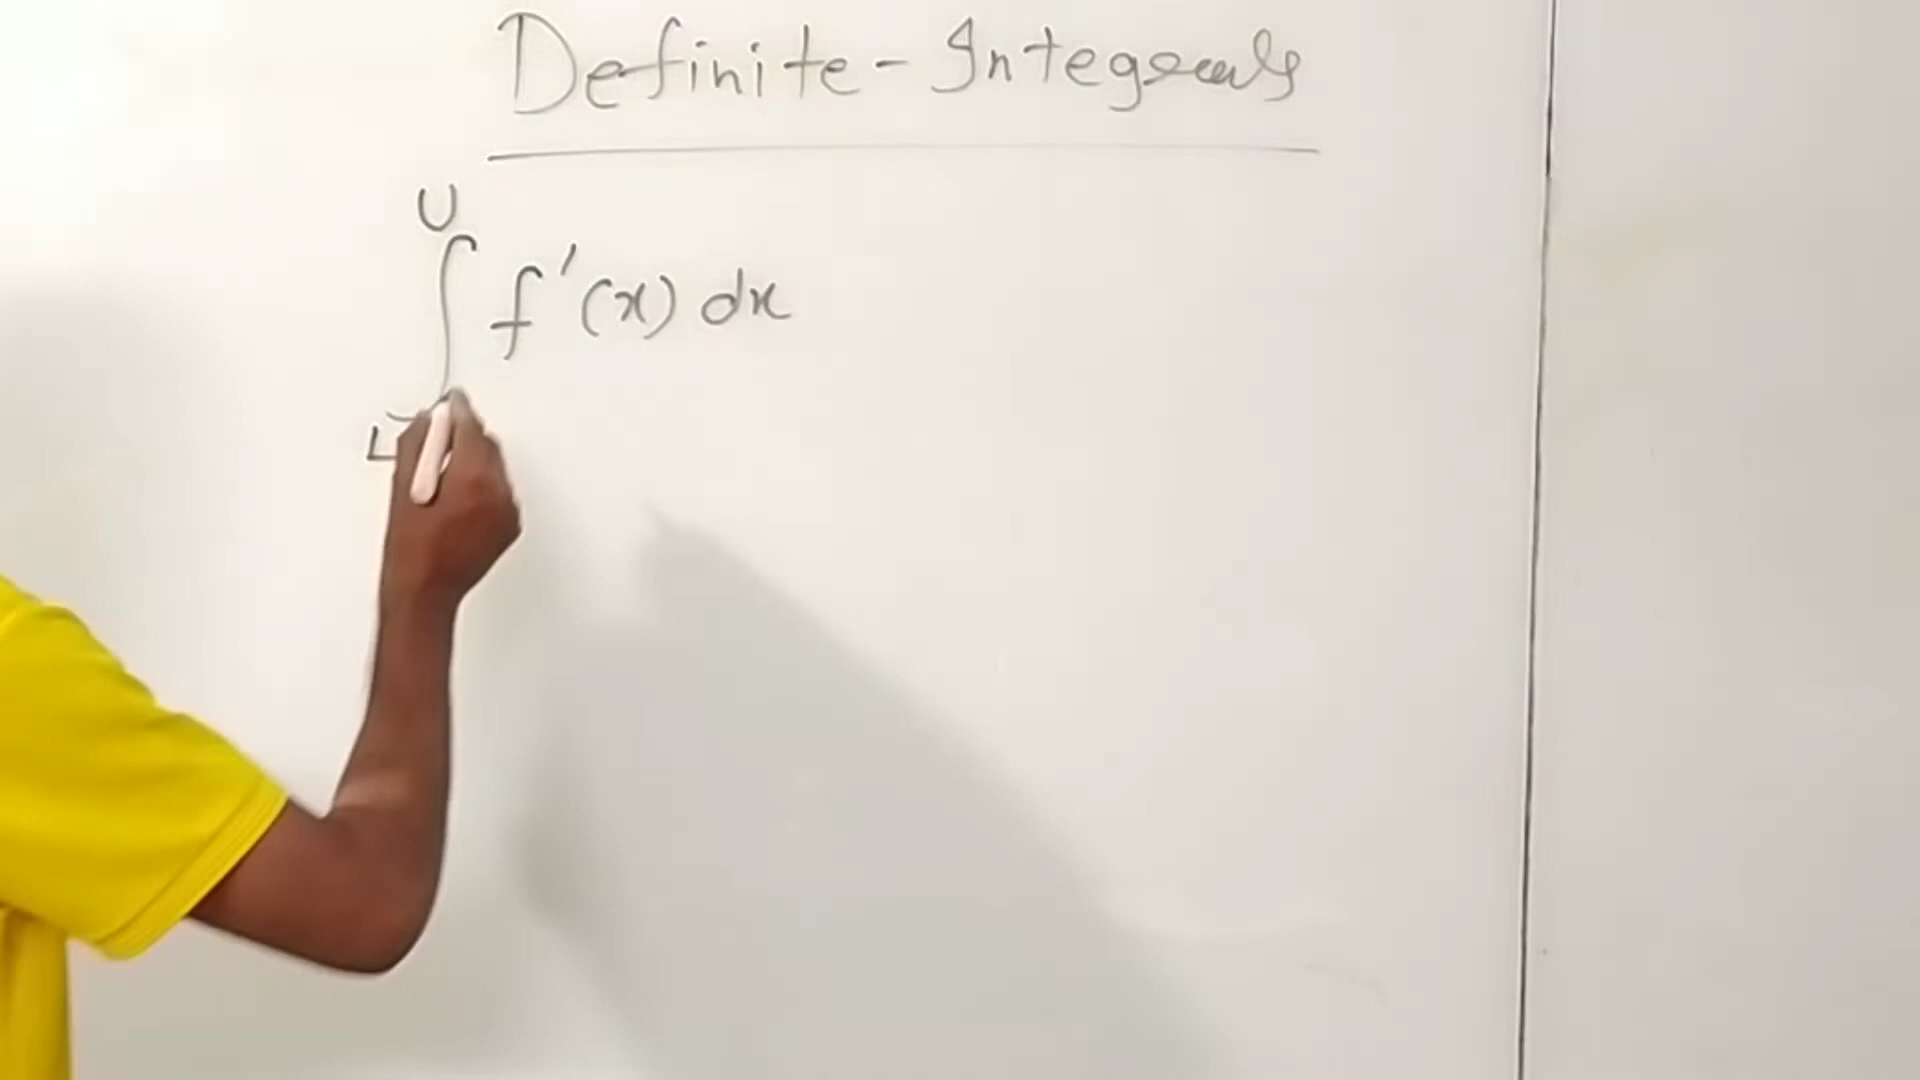 Definite - Integrals
U
∫ f'(x) dx
L